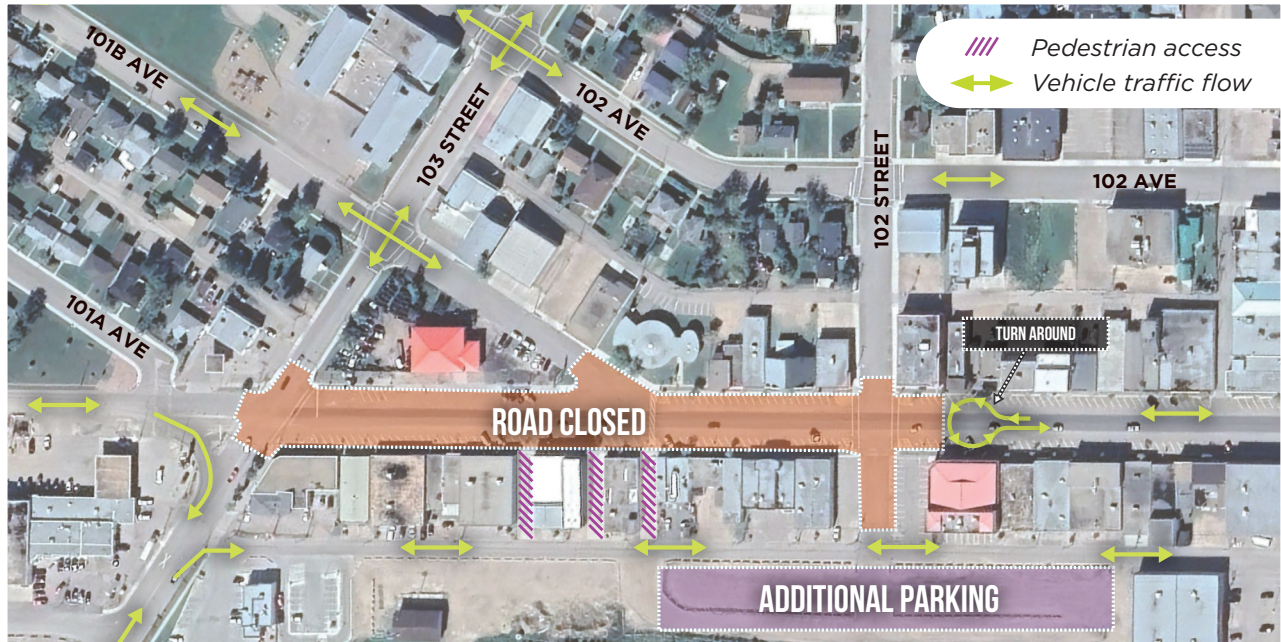 Pedestrian access
Vehicle traffic flow
101B AVE
103 STREET
102 AVE
102 STREET
102 AVE
101A AVE
TURN AROUND
ROAD CLOSED
ADDITIONAL PARKING